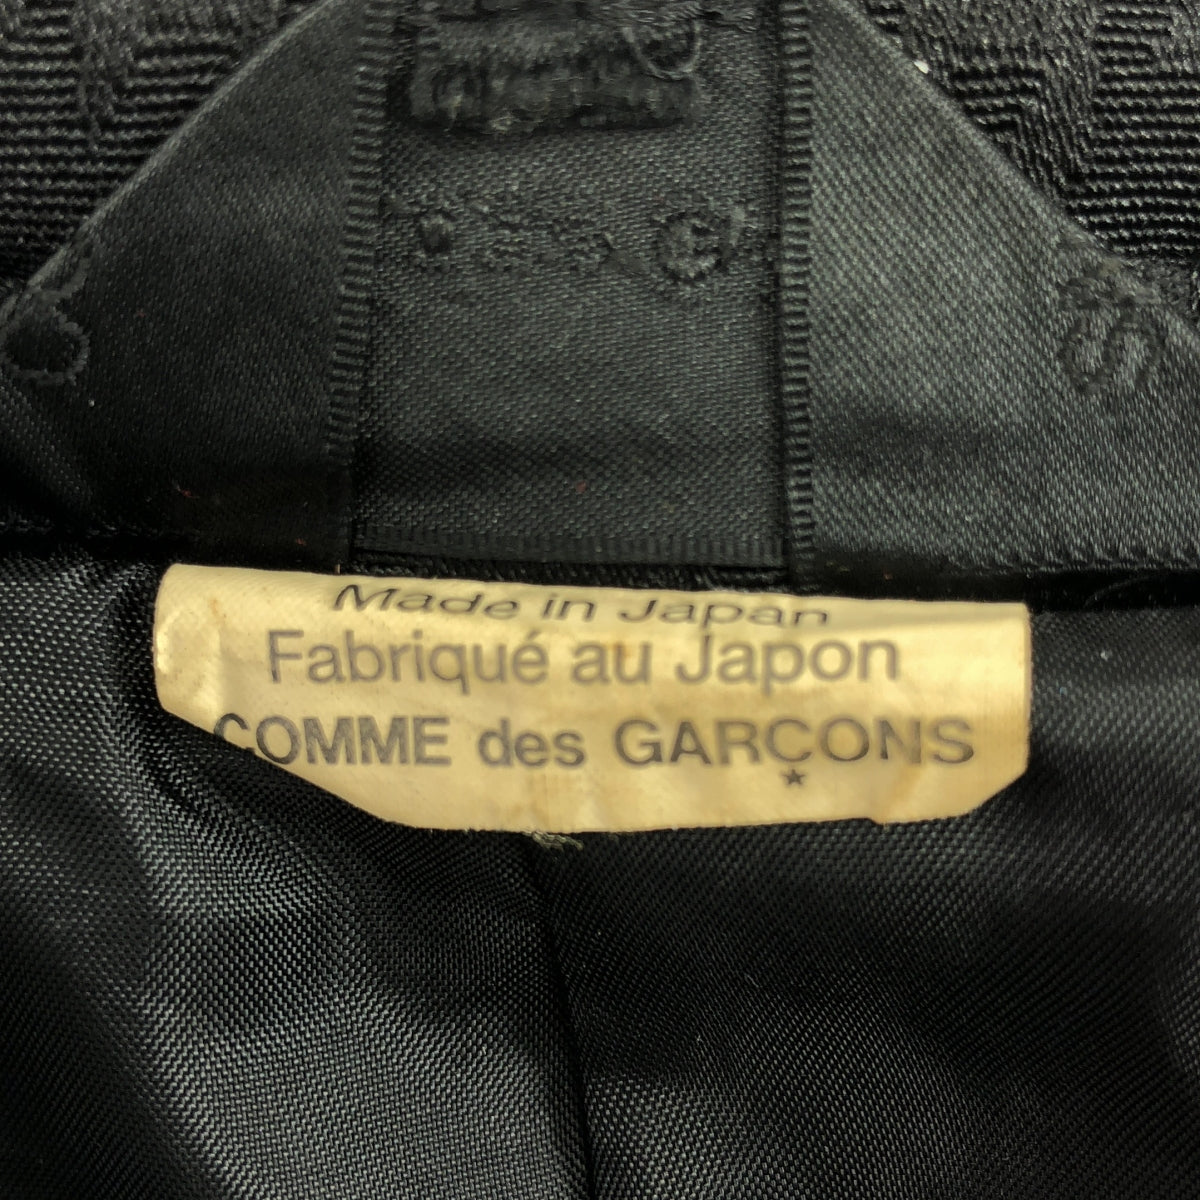 Made in Japan
Fabriqué au Japon
COMME des GARÇONS